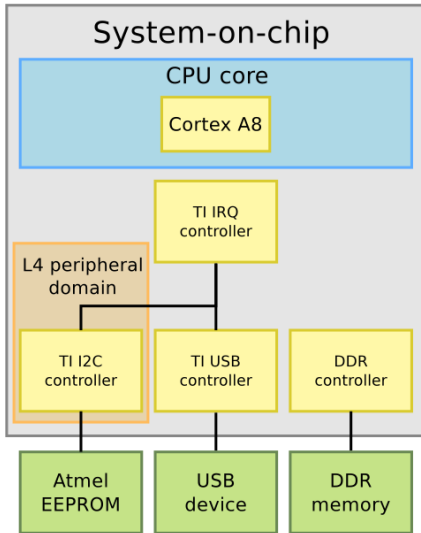 System-on-chip
CPU core
Cortex A8
TI IRQ
controller
L4 peripheral
domain
TI I2C
controller
TI USB
controller
DDR
controller
Atmel
EEPROM
USB
device
DDR
memory